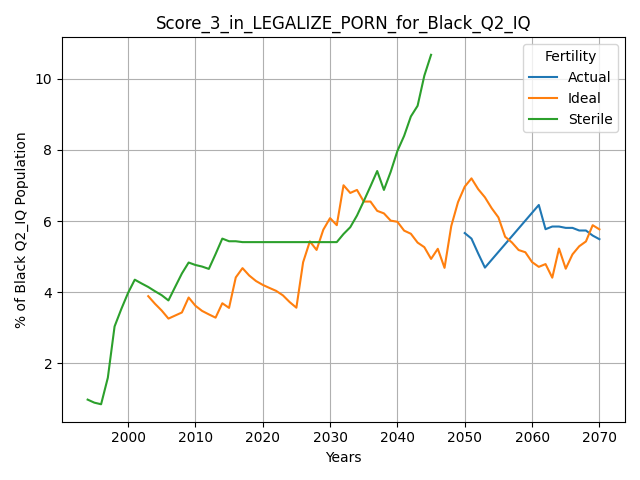 Score_3_in_LEGALIZE_PORN_for_Black_Q2_IQ
Fertility
Actual
Ideal
Sterile
% of Black Q2_IQ Population
10
8
6
4
2
2000
2010
2020
2030
2040
2050
2060
2070
Years